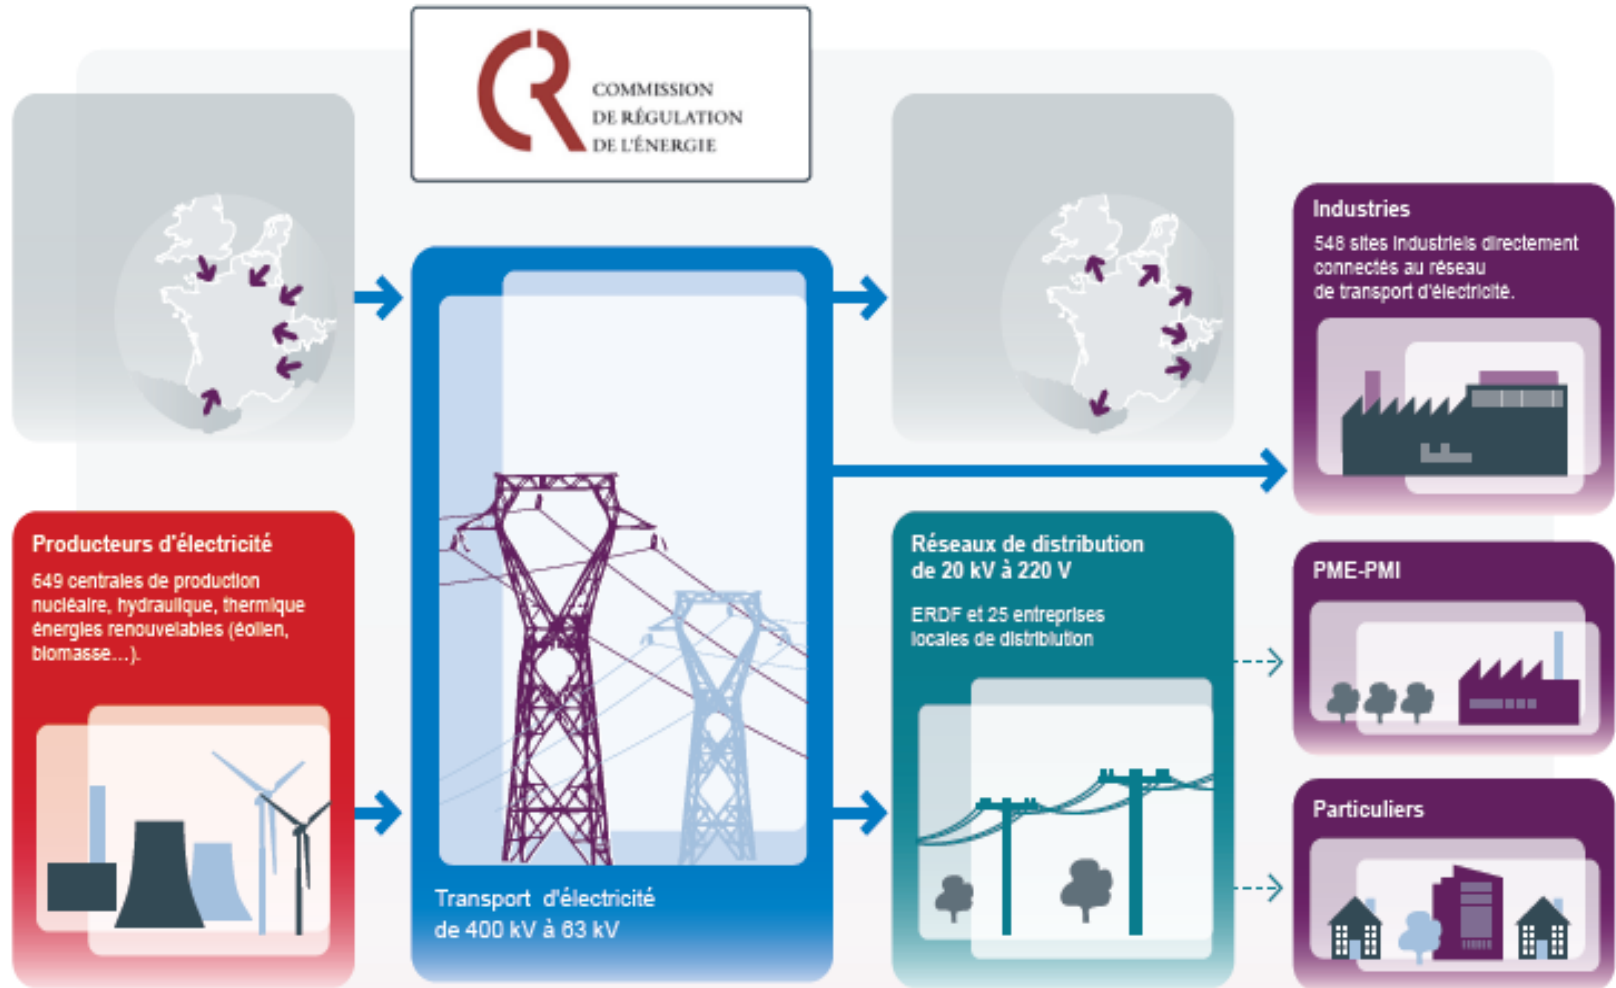 COMMISSION
DE RÉGULATION
DE L'ÉNERGIE
Industries
548 sites industriels directement
connectés au réseau
de transport d'électricité.
Producteurs d'électricité
649 centrales de production
nucléaire, hydraulique, thermique
énergies renouvelables (éolien,
biomasse...).
Transport d'électricité
de 400 kV à 63 kV
Réseaux de distribution
de 20 kV à 220 V
ERDF et 25 entreprises
locales de distribiution
PME-PMI
Particuliers